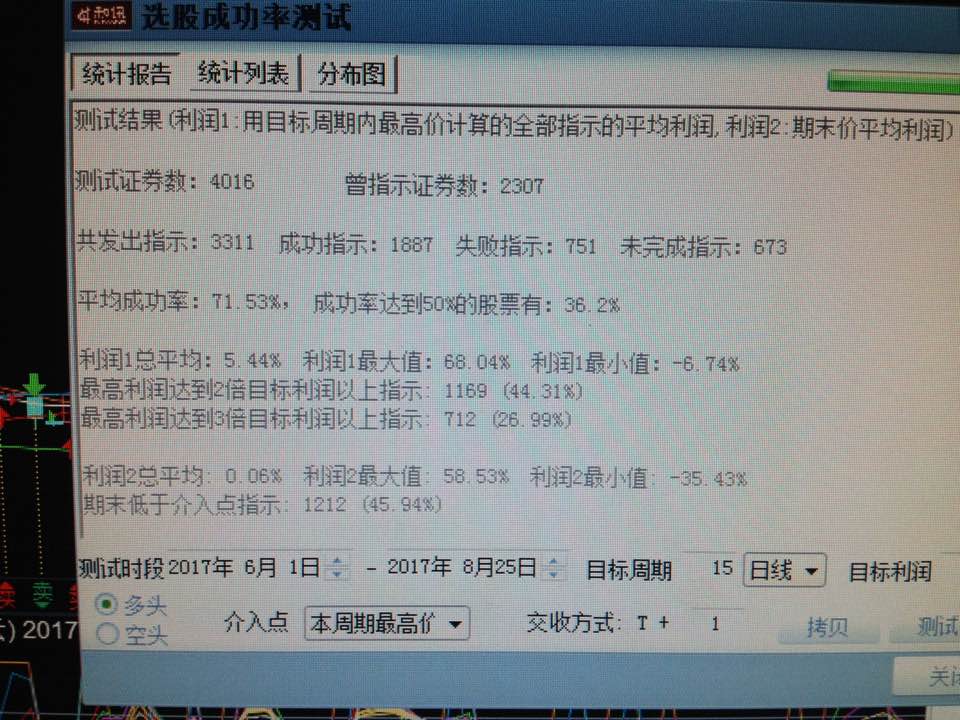 和讯 选股成功率测试
统计报告 统计列表 分布图
测试结果(利润1:用目标周期内最高价计算的全部指示的平均利润,利润2:期末价平均利润)
测试证券数: 4016 曾指示证券数: 2307
共发出指示: 3311 成功指示: 1887 失败指示: 751 未完成指示: 673
平均成功率: 71.53%, 成功率达到50%的股票有: 36.2%
利润1总平均: 5.44% 利润1最大值: 68.04% 利润1最小值: -6.74%
最高利润达到2倍目标利润以上指示: 1169 (44.31%)
最高利润达到3倍目标利润以上指示: 712 (26.99%)
利润2总平均: 0.06% 利润2最大值: 58.53% 利润2最小值: -35.43%
期末低于介入点指示: 1212 (45.94%)
测试时段 2017年 6月 1日 - 2017年 8月25日 目标周期 15 日线 目标利润
多头
空头
介入点 本周期最高价 交收方式: T + 1 拷贝 测试
卖
) 2017